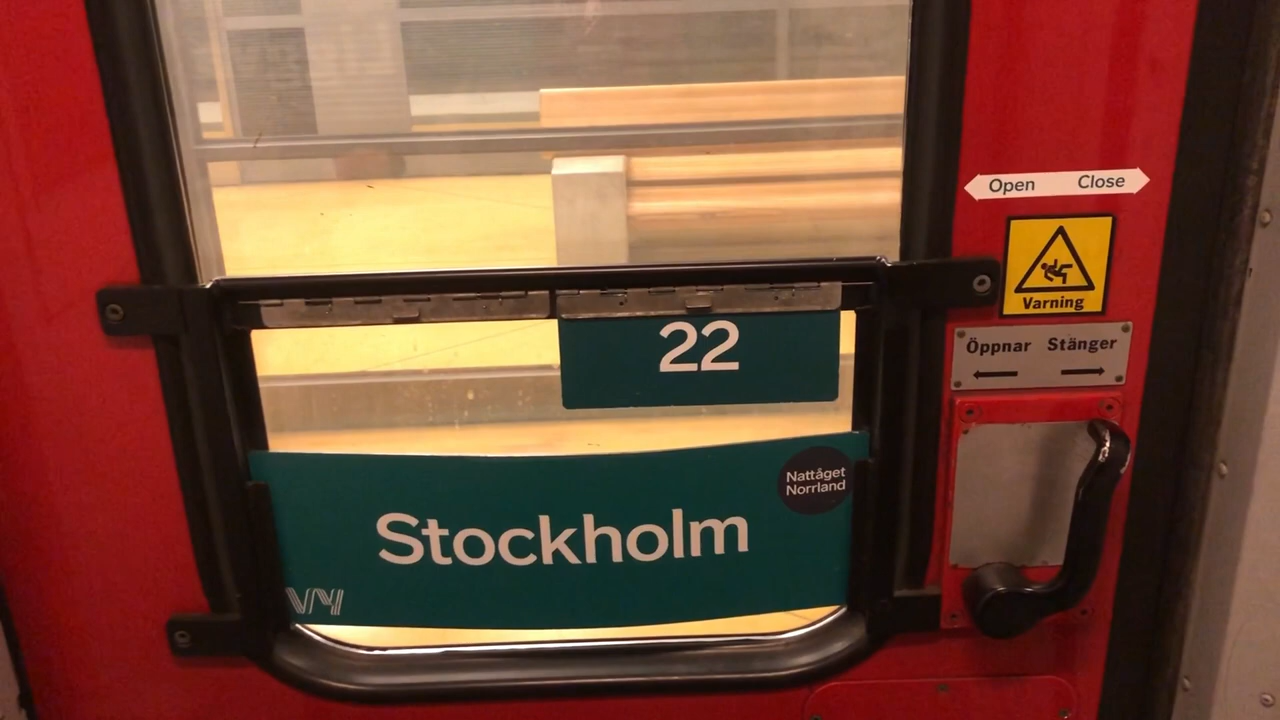 Open Close
Varning
Öppnar Stänger
22
Nattåget
Norrland
Stockholm
VY